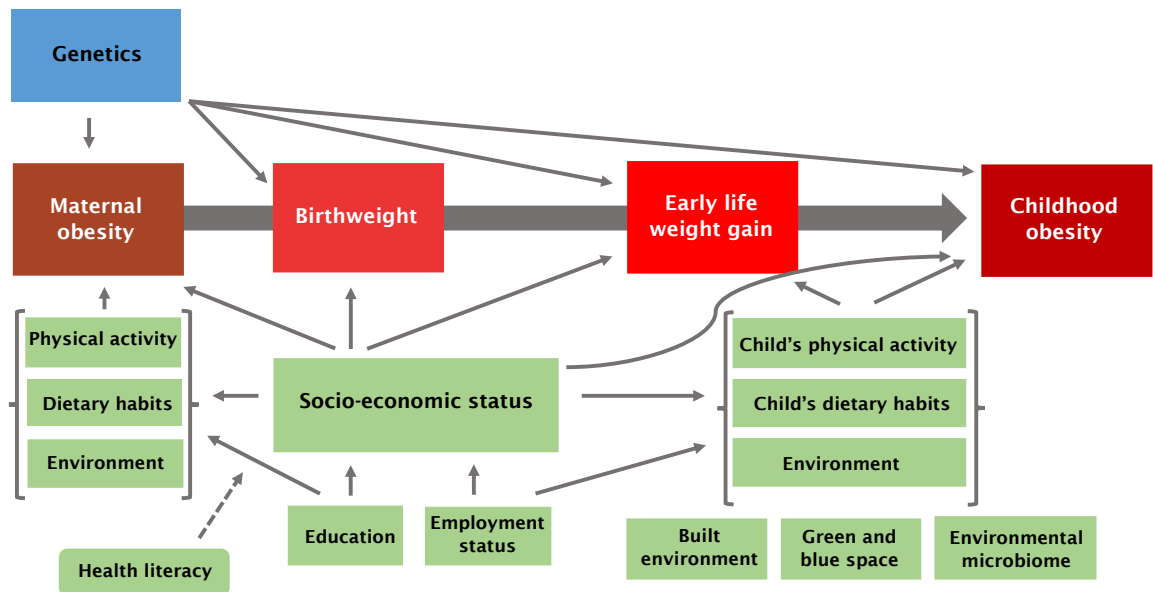 Genetics
Maternal
obesity
Birthweight
Early life
weight gain
Childhood
obesity
Physical activity
Dietary habits
Environment
Socio-economic status
Child’s physical activity
Child’s dietary habits
Environment
Education
Employment
status
Health literacy
Built
environment
Green and
blue space
Environmental
microbiome